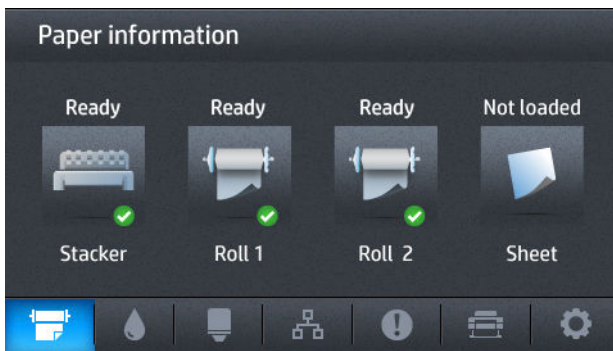 Paper information
Ready Ready Ready Not loaded
Stacker Roll 1 Roll 2 Sheet